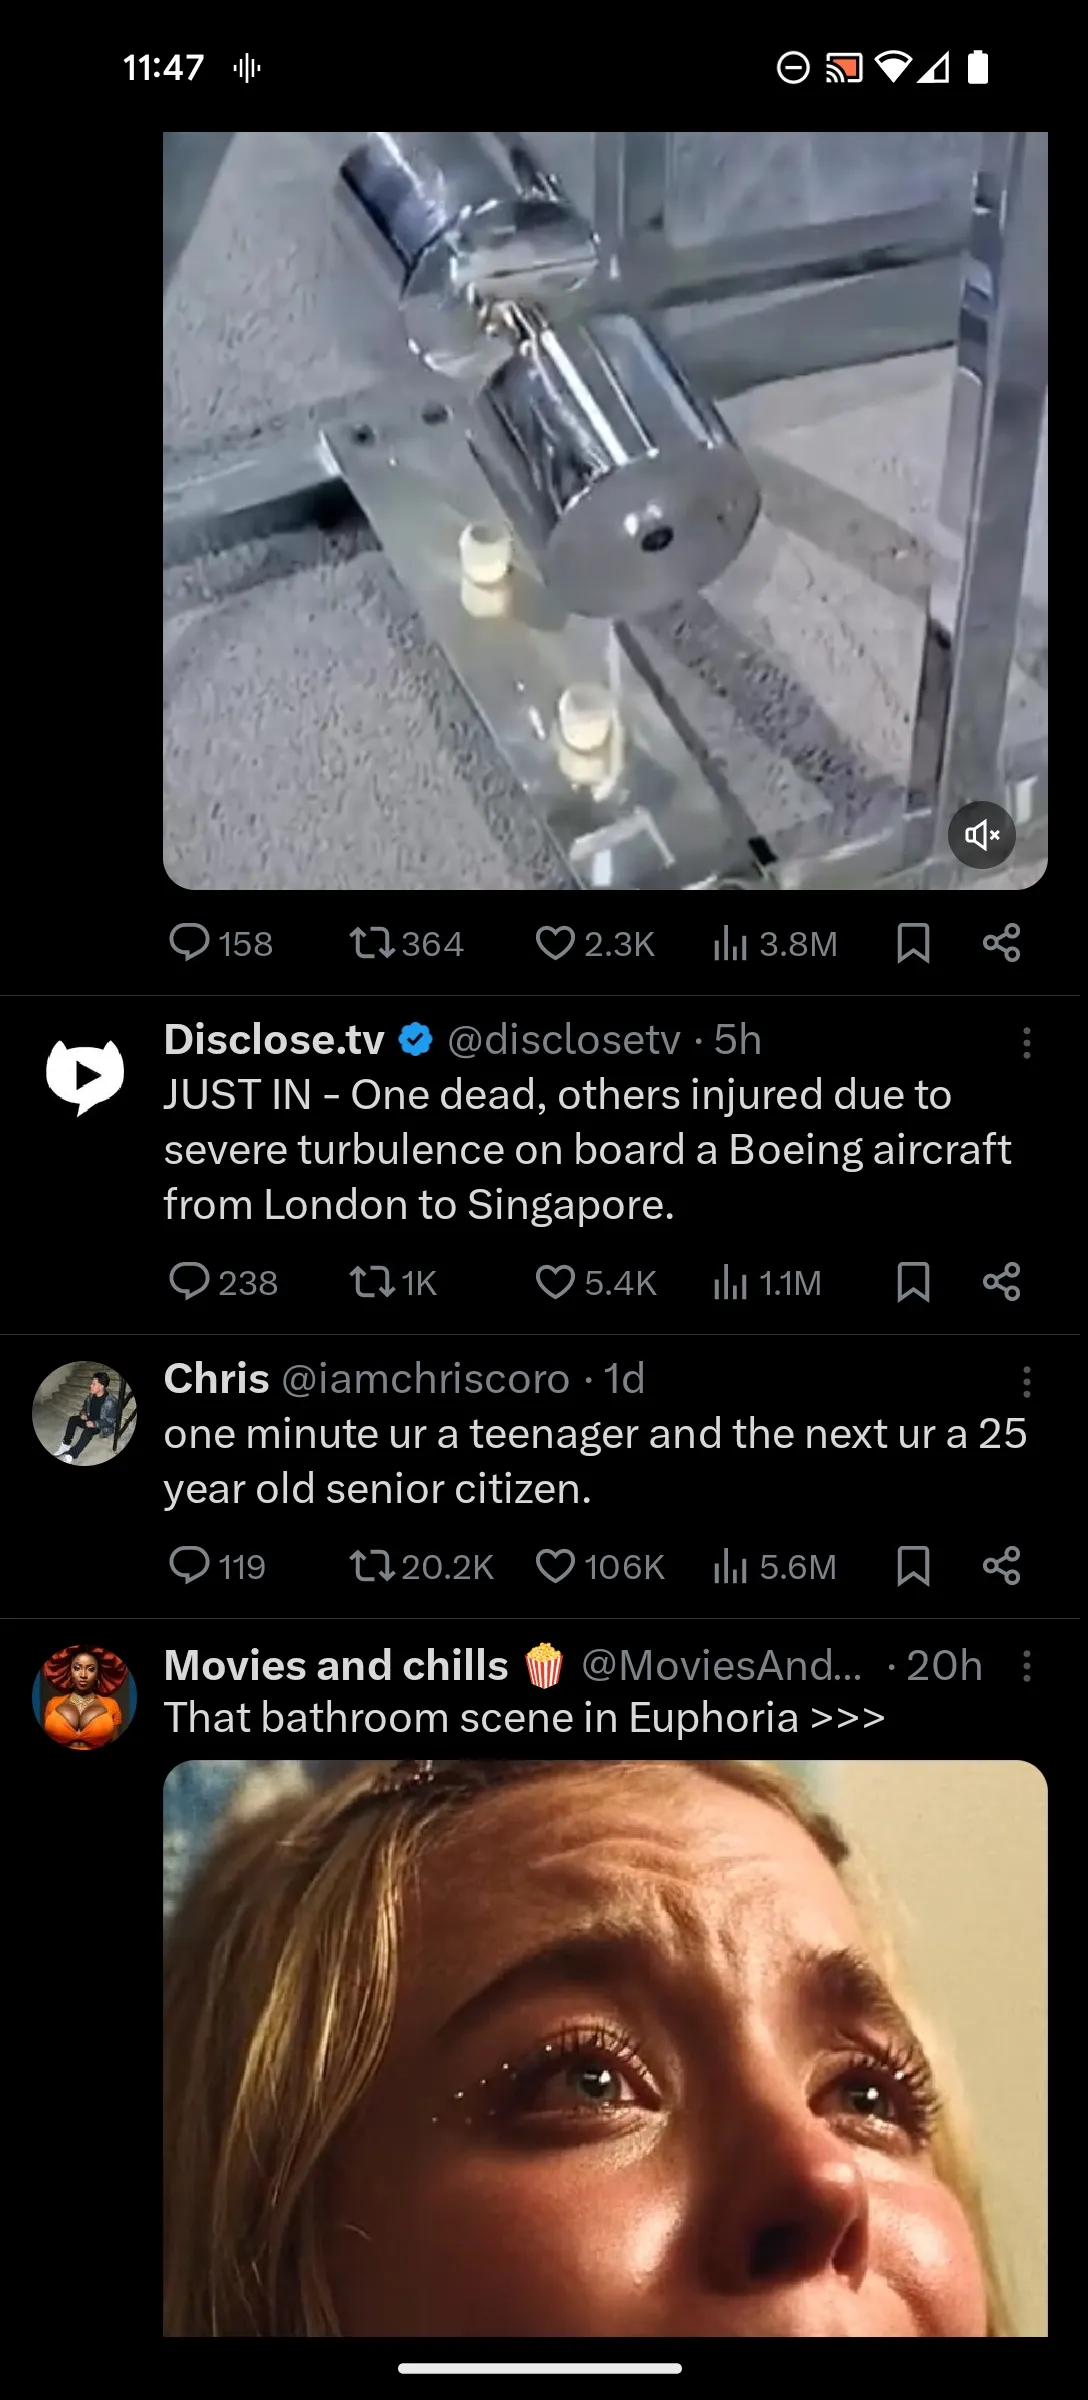 11:47
158 364 2.3K 3.8M
Disclose.tv @disclosetv · 5h
JUST IN - One dead, others injured due to
severe turbulence on board a Boeing aircraft
from London to Singapore.
238 1K 5.4K 1.1M
Chris @iamchriscoro · 1d
one minute ur a teenager and the next ur a 25
year old senior citizen.
119 20.2K 106K 5.6M
Movies and chills 🍿 @MoviesAnd... · 20h
That bathroom scene in Euphoria >>>